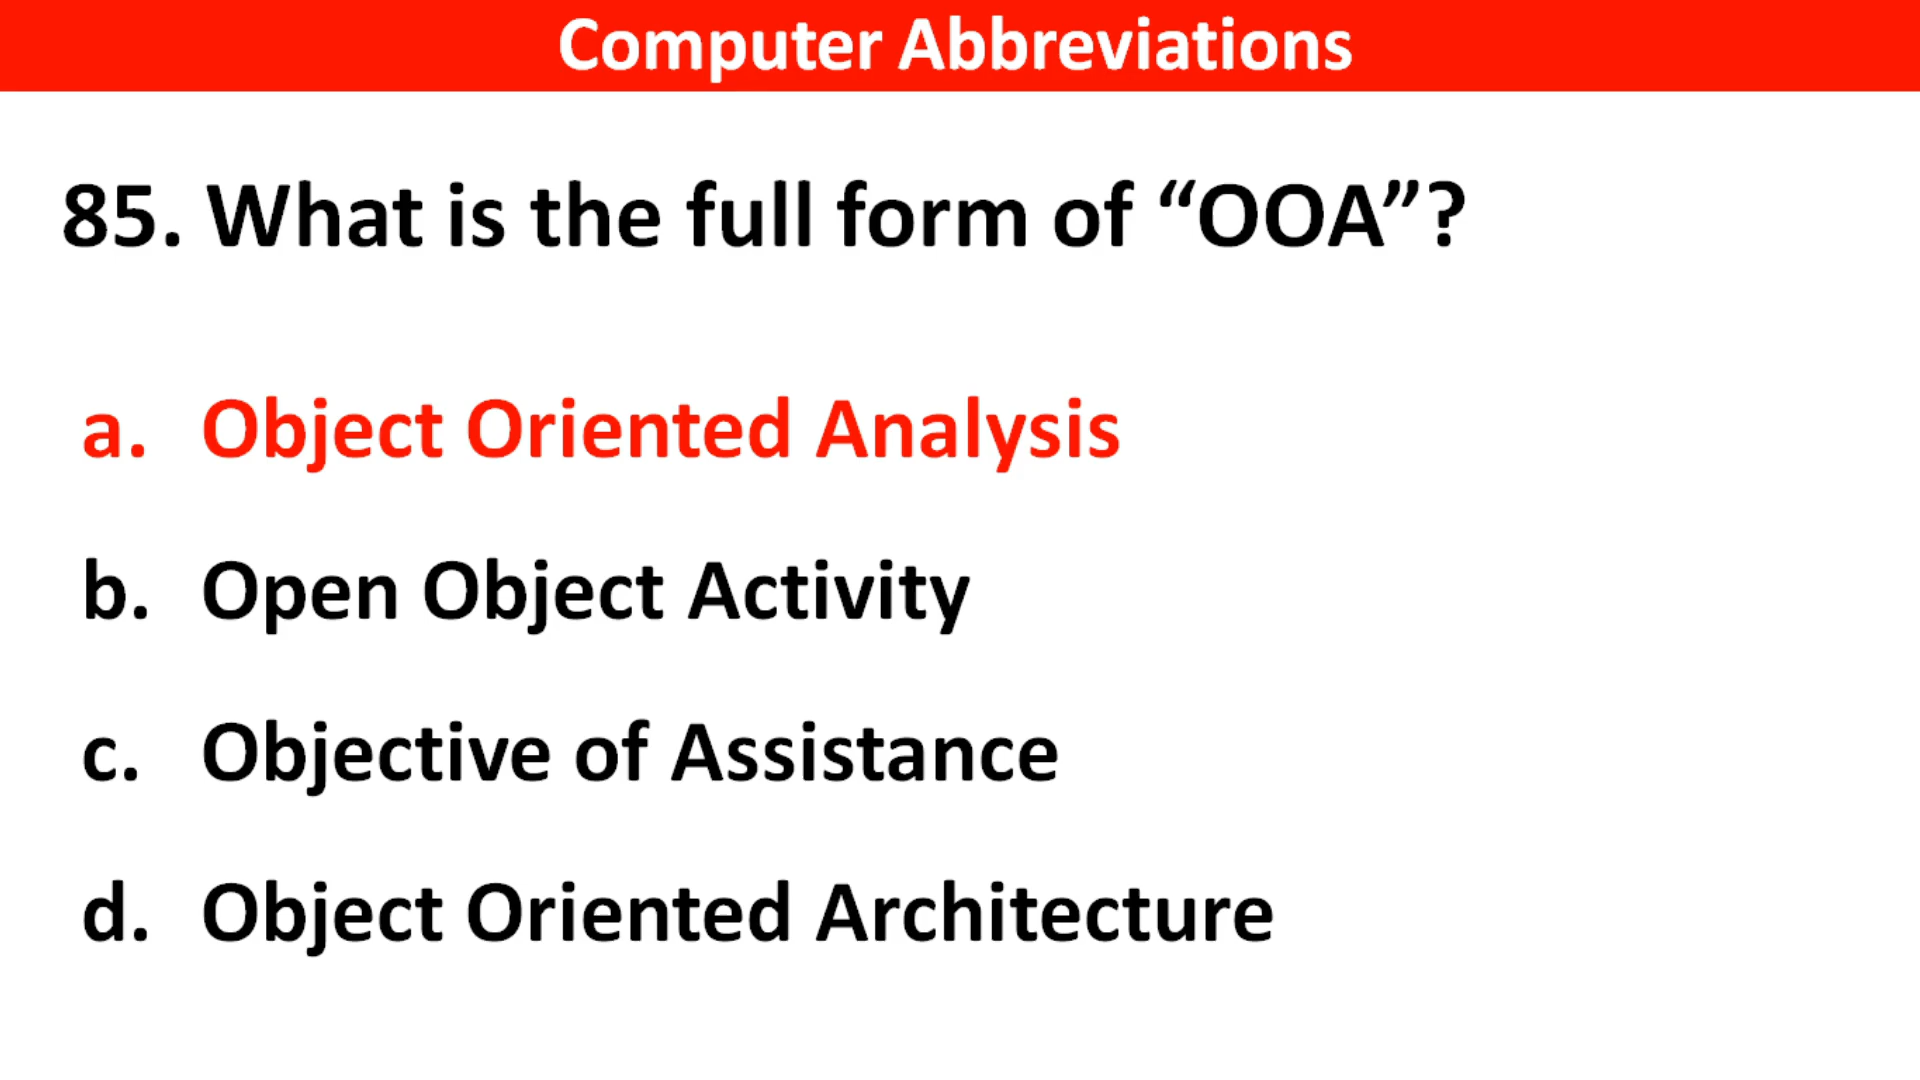 Computer Abbreviations
85. What is the full form of “OOA”?
a. Object Oriented Analysis
b. Open Object Activity
c. Objective of Assistance
d. Object Oriented Architecture